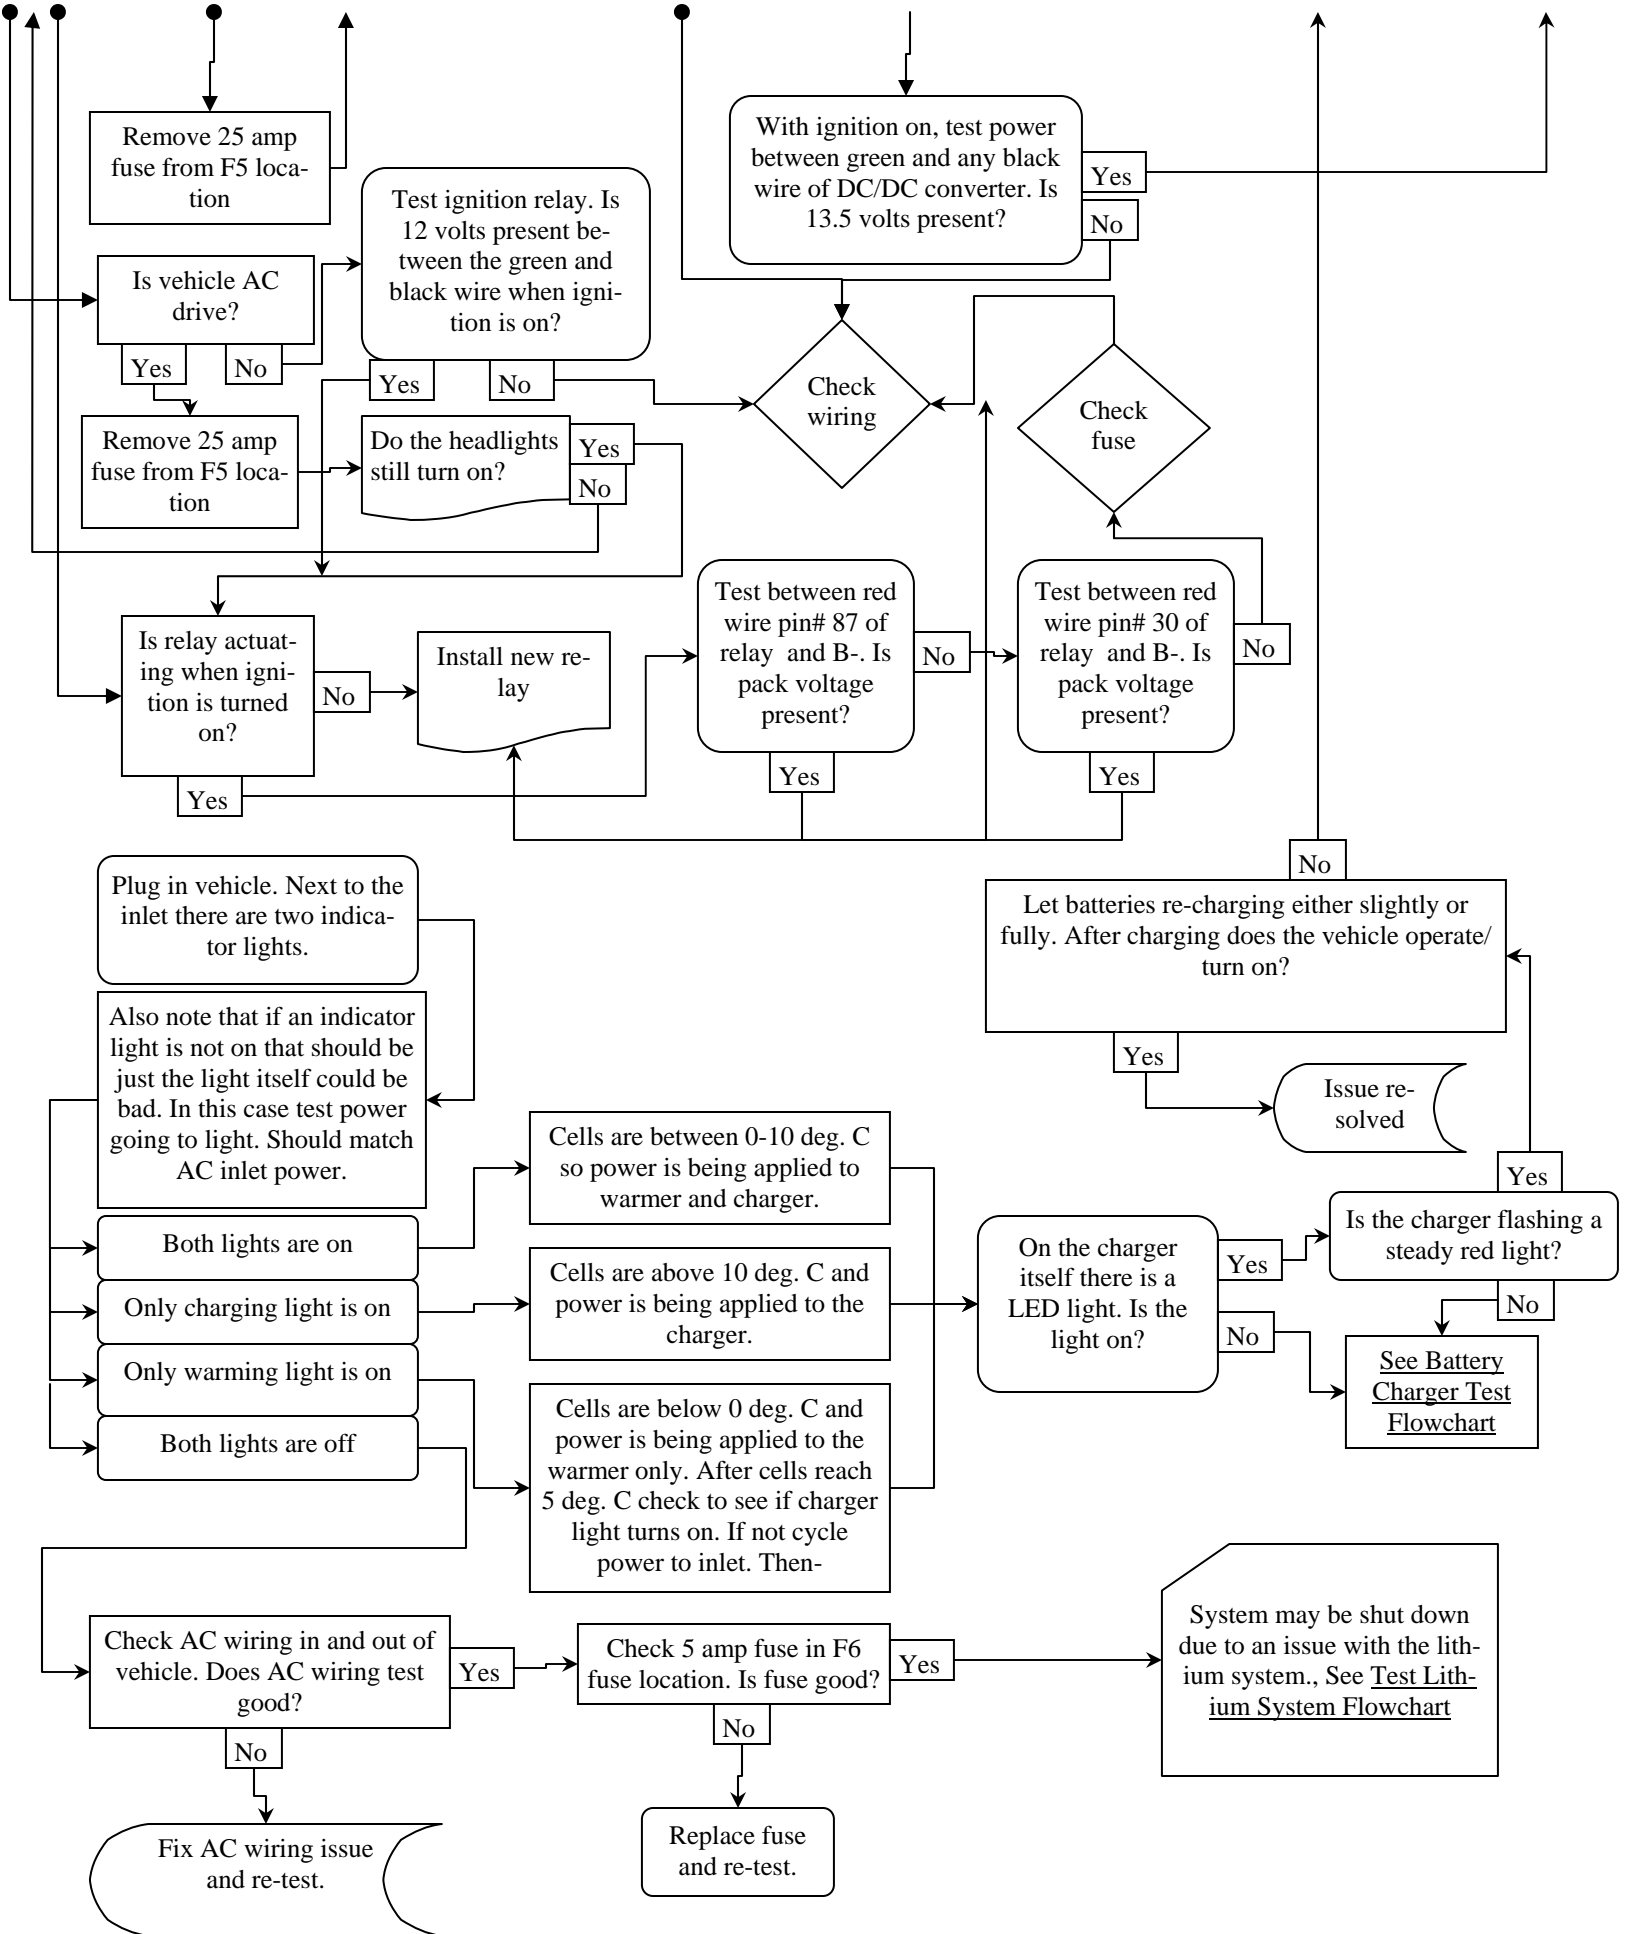 Remove 25 amp
fuse from F5 loca-
tion
With ignition on, test power
between green and any black
wire of DC/DC converter. Is
13.5 volts present?
Yes
No
Test ignition relay. Is
12 volts present be-
tween the green and
black wire when igni-
tion is on?
Yes
No
Is vehicle AC
drive?
Yes
No
Check
wiring
Check
fuse
Remove 25 amp
fuse from F5 loca-
tion
Do the headlights
still turn on?
Yes
No
Is relay actuat-
ing when igni-
tion is turned
on?
No
Yes
Install new re-
lay
Test between red
wire pin# 87 of
relay  and B-. Is
pack voltage
present?
No
Yes
Test between red
wire pin# 30 of
relay  and B-. Is
pack voltage
present?
No
Yes
No
Let batteries re-charging either slightly or
fully. After charging does the vehicle operate/
turn on?
Yes
Issue re-
solved
Plug in vehicle. Next to the
inlet there are two indica-
tor lights.
Also note that if an indicator
light is not on that should be
just the light itself could be
bad. In this case test power
going to light. Should match
AC inlet power.
Both lights are on
Only charging light is on
Only warming light is on
Both lights are off
Cells are between 0-10 deg. C
so power is being applied to
warmer and charger.
Cells are above 10 deg. C and
power is being applied to the
charger.
Cells are below 0 deg. C and
power is being applied to the
warmer only. After cells reach
5 deg. C check to see if charger
light turns on. If not cycle
power to inlet. Then-
On the charger
itself there is a
LED light. Is the
light on?
Yes
No
Yes
Is the charger flashing a
steady red light?
No
See Battery
Charger Test
Flowchart
Check AC wiring in and out of
vehicle. Does AC wiring test
good?
Yes
No
Check 5 amp fuse in F6
fuse location. Is fuse good?
Yes
No
System may be shut down
due to an issue with the lith-
ium system., See Test Lith-
ium System Flowchart
Fix AC wiring issue
and re-test.
Replace fuse
and re-test.